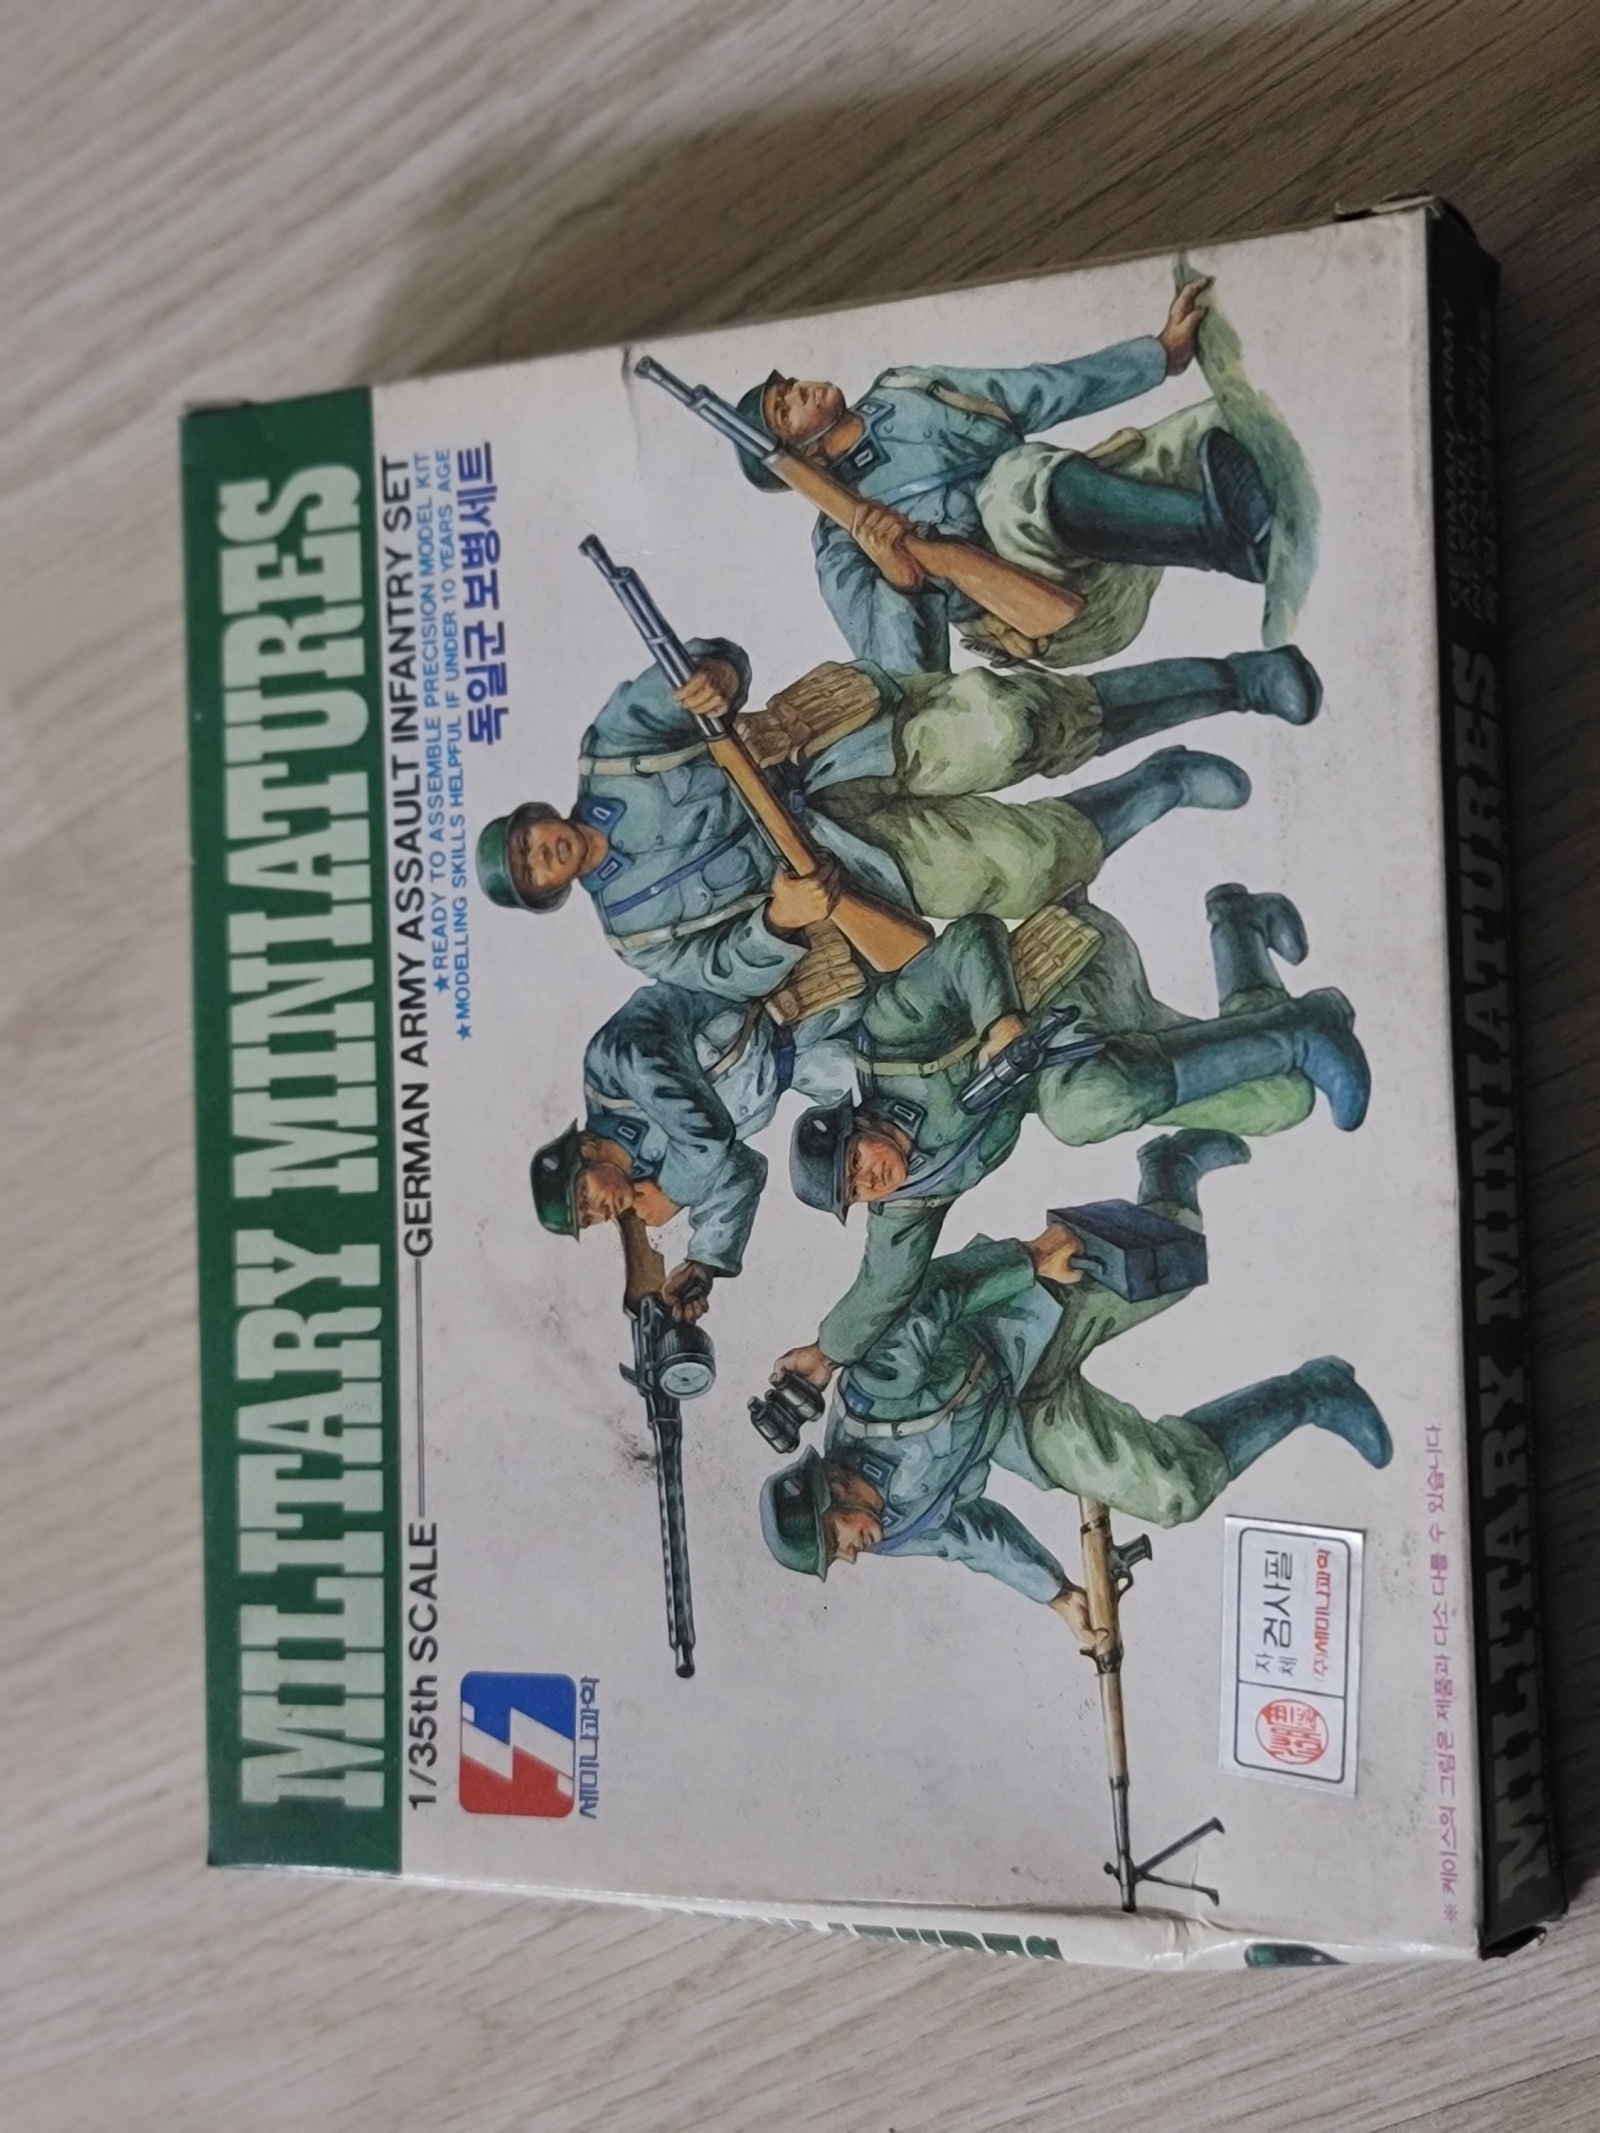 MILITARY MINIATURES
1/35th SCALE
GERMAN ARMY ASSAULT INFANTRY SET
★READY TO ASSEMBLE PRECISION MODEL KIT
★MODELLING SKILLS HELPFUL IF UNDER 10 YEARS AGE
독일군 보병세트
세미나과학
자체 검사필
(주)세미나과학
※ 케이스의 그림은 제품과 다소 다를 수 있습니다.
MILITARY MINIATURES
GERMAN ARMY